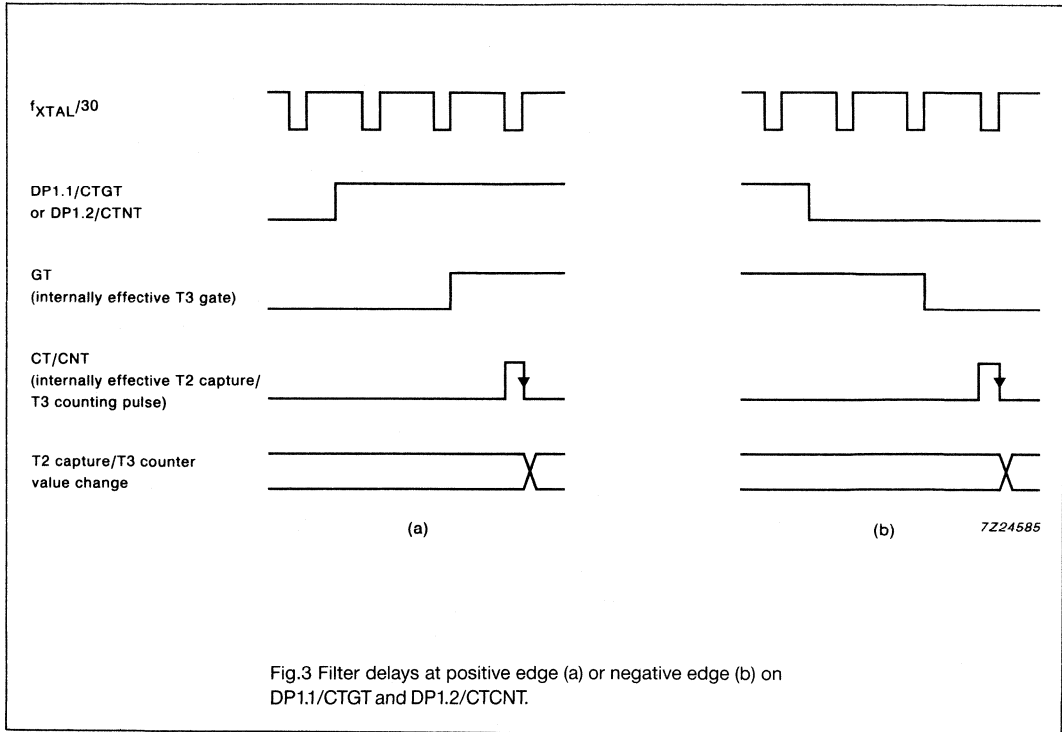 fXTAL/30
DP1.1/CTGT
or DP1.2/CTNT
GT
(internally effective T3 gate)
CT/CNT
(internally effective T2 capture/
T3 counting pulse)
T2 capture/T3 counter
value change
(a)
(b)
7Z24585
Fig.3 Filter delays at positive edge (a) or negative edge (b) on
DP1.1/CTGT and DP1.2/CTCNT.